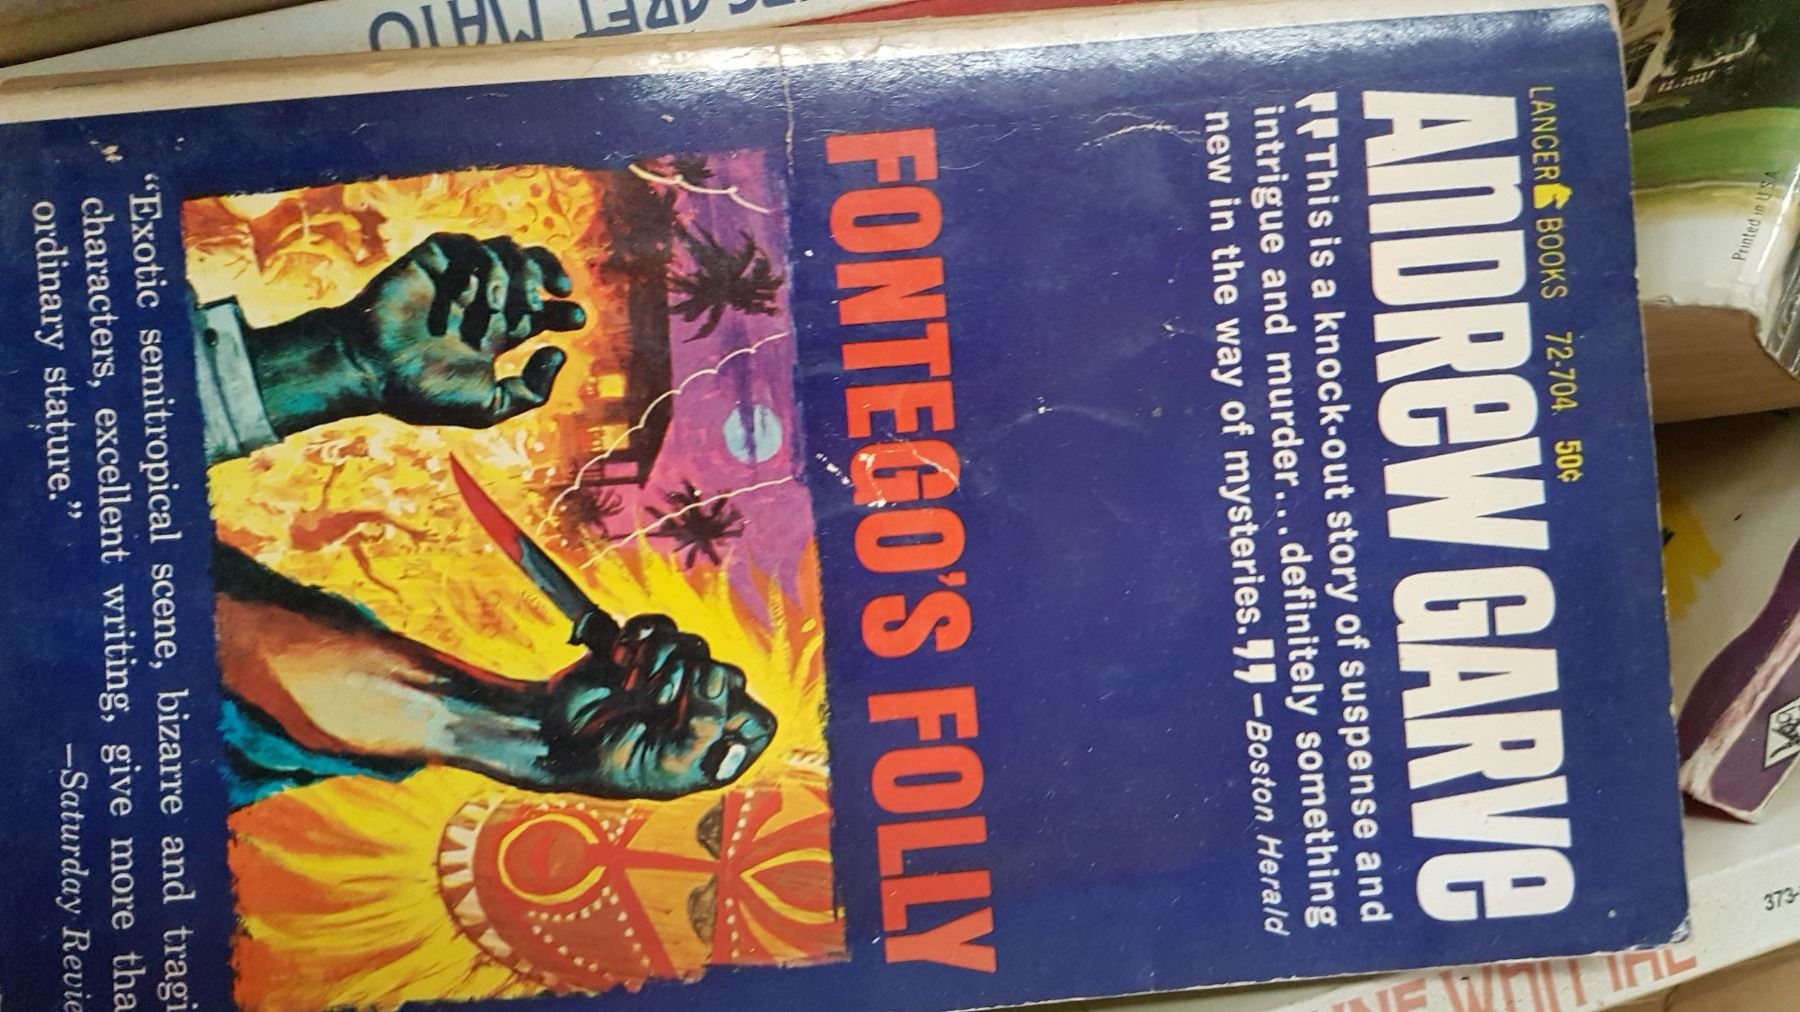 LANCER BOOKS 72-704 50¢
ANDREW GARVE
"This is a knock-out story of suspense and
intrigue and murder...definitely something
new in the way of mysteries." —Boston Herald
FONTEGO'S FOLLY
"Exotic semitropical scene, bizarre and tragi
characters, excellent writing, give more tha
ordinary stature."
—Saturday Revie
Printed in USA
373-